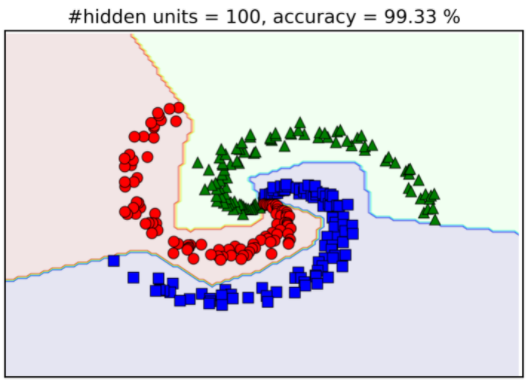 #hidden units = 100, accuracy = 99.33 %